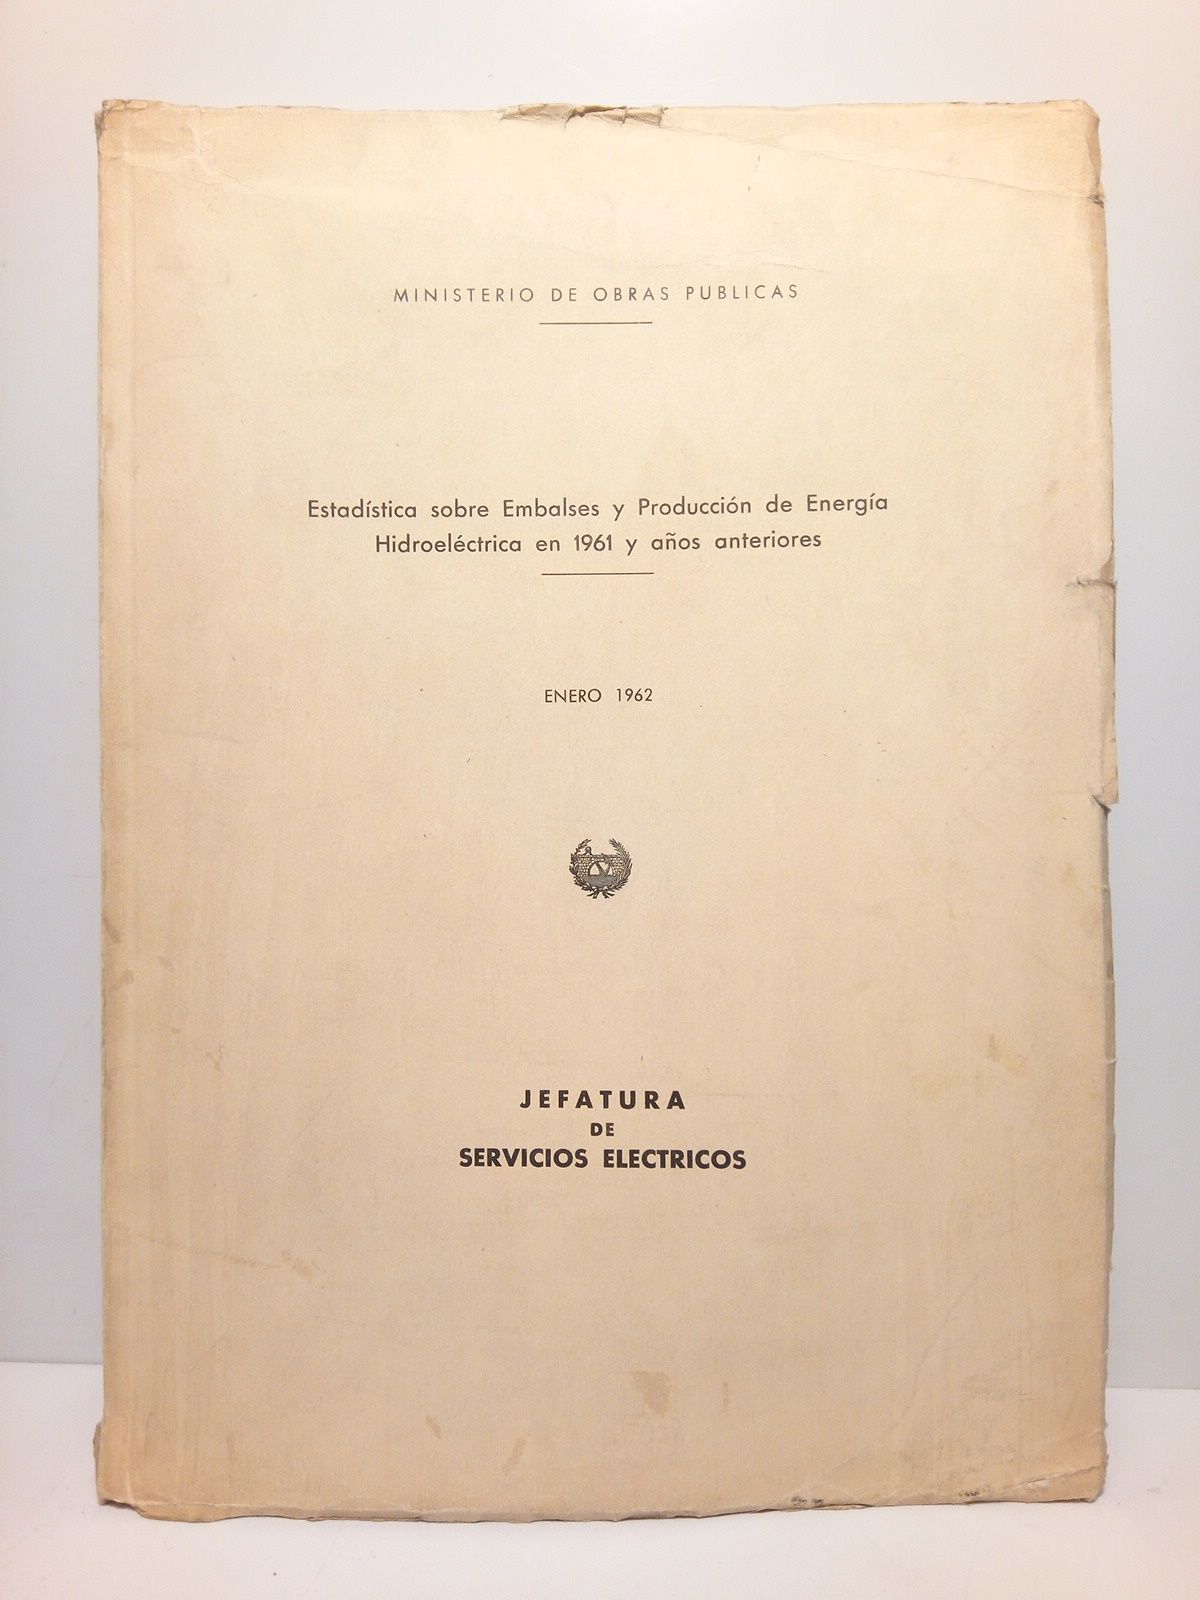 MINISTERIO DE OBRAS PUBLICAS
Estadística sobre Embalses y Producción de Energía
Hidroeléctrica en 1961 y años anteriores
ENERO 1962
JEFATURA
DE
SERVICIOS ELECTRICOS